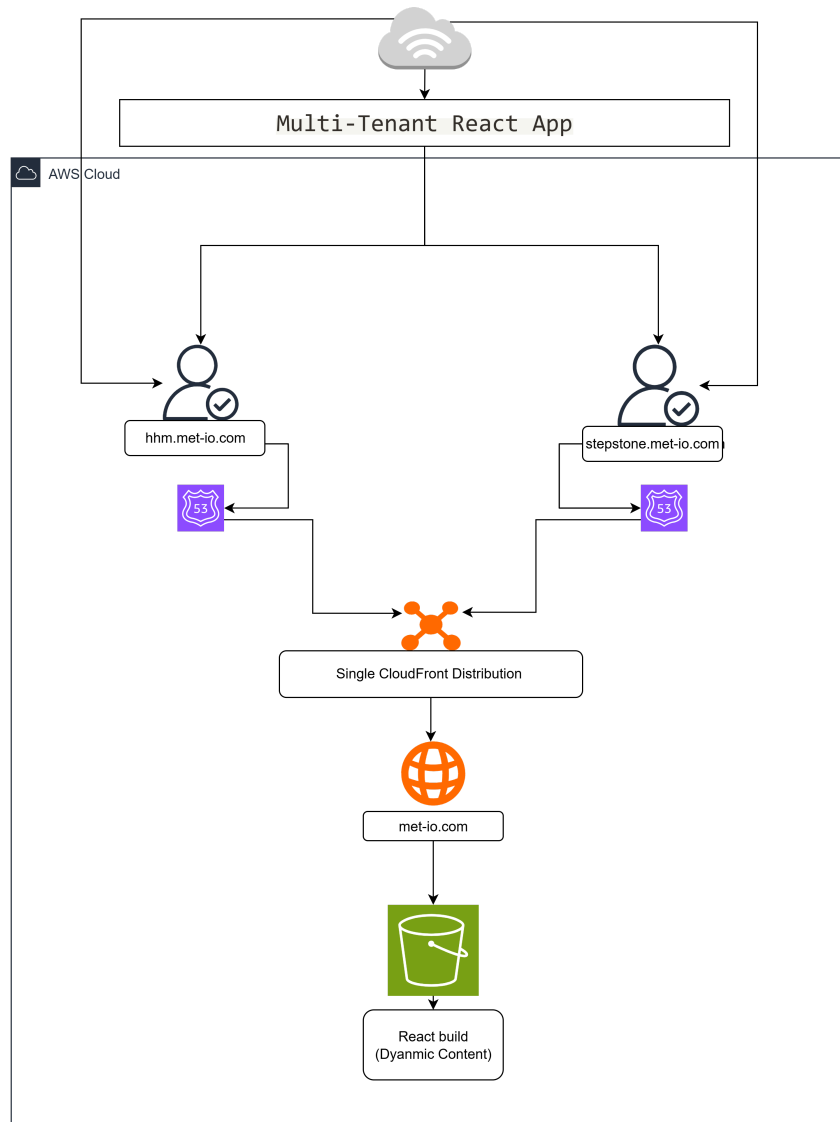 Multi-Tenant React App
AWS Cloud
hhm.met-io.com
stepstone.met-io.com
53
53
Single CloudFront Distribution
met-io.com
React build
(Dyanmic Content)